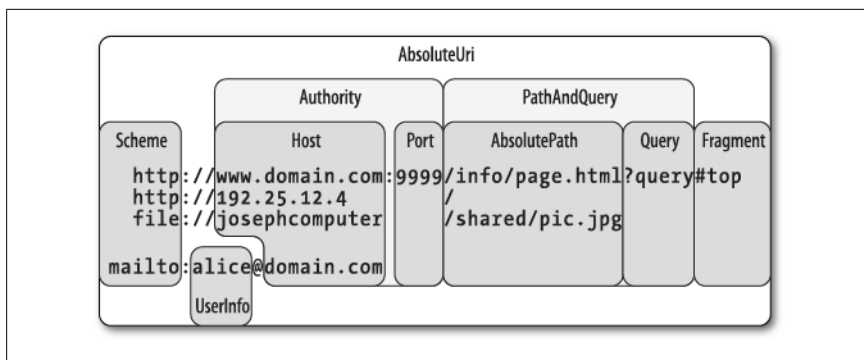 AbsoluteUri
Authority PathAndQuery
Scheme Host Port AbsolutePath Query Fragment
http://www.domain.com:9999/info/page.html?query#top
http://192.25.12.4 /
file://josephcomputer /shared/pic.jpg
mailto:alice@domain.com
UserInfo